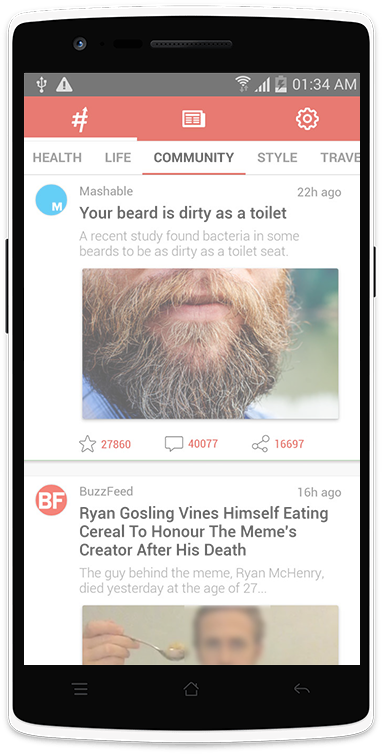 01:34 AM
HEALTH LIFE COMMUNITY STYLE TRAVE
Mashable 22h ago
M
Your beard is dirty as a toilet
A recent study found bacteria in some
beards to be as dirty as a toilet seat.
27860 40077 16697
BuzzFeed 16h ago
BF
Ryan Gosling Vines Himself Eating
Cereal To Honour The Meme's
Creator After His Death
The guy behind the meme, Ryan McHenry,
died yesterday at the age of 27...